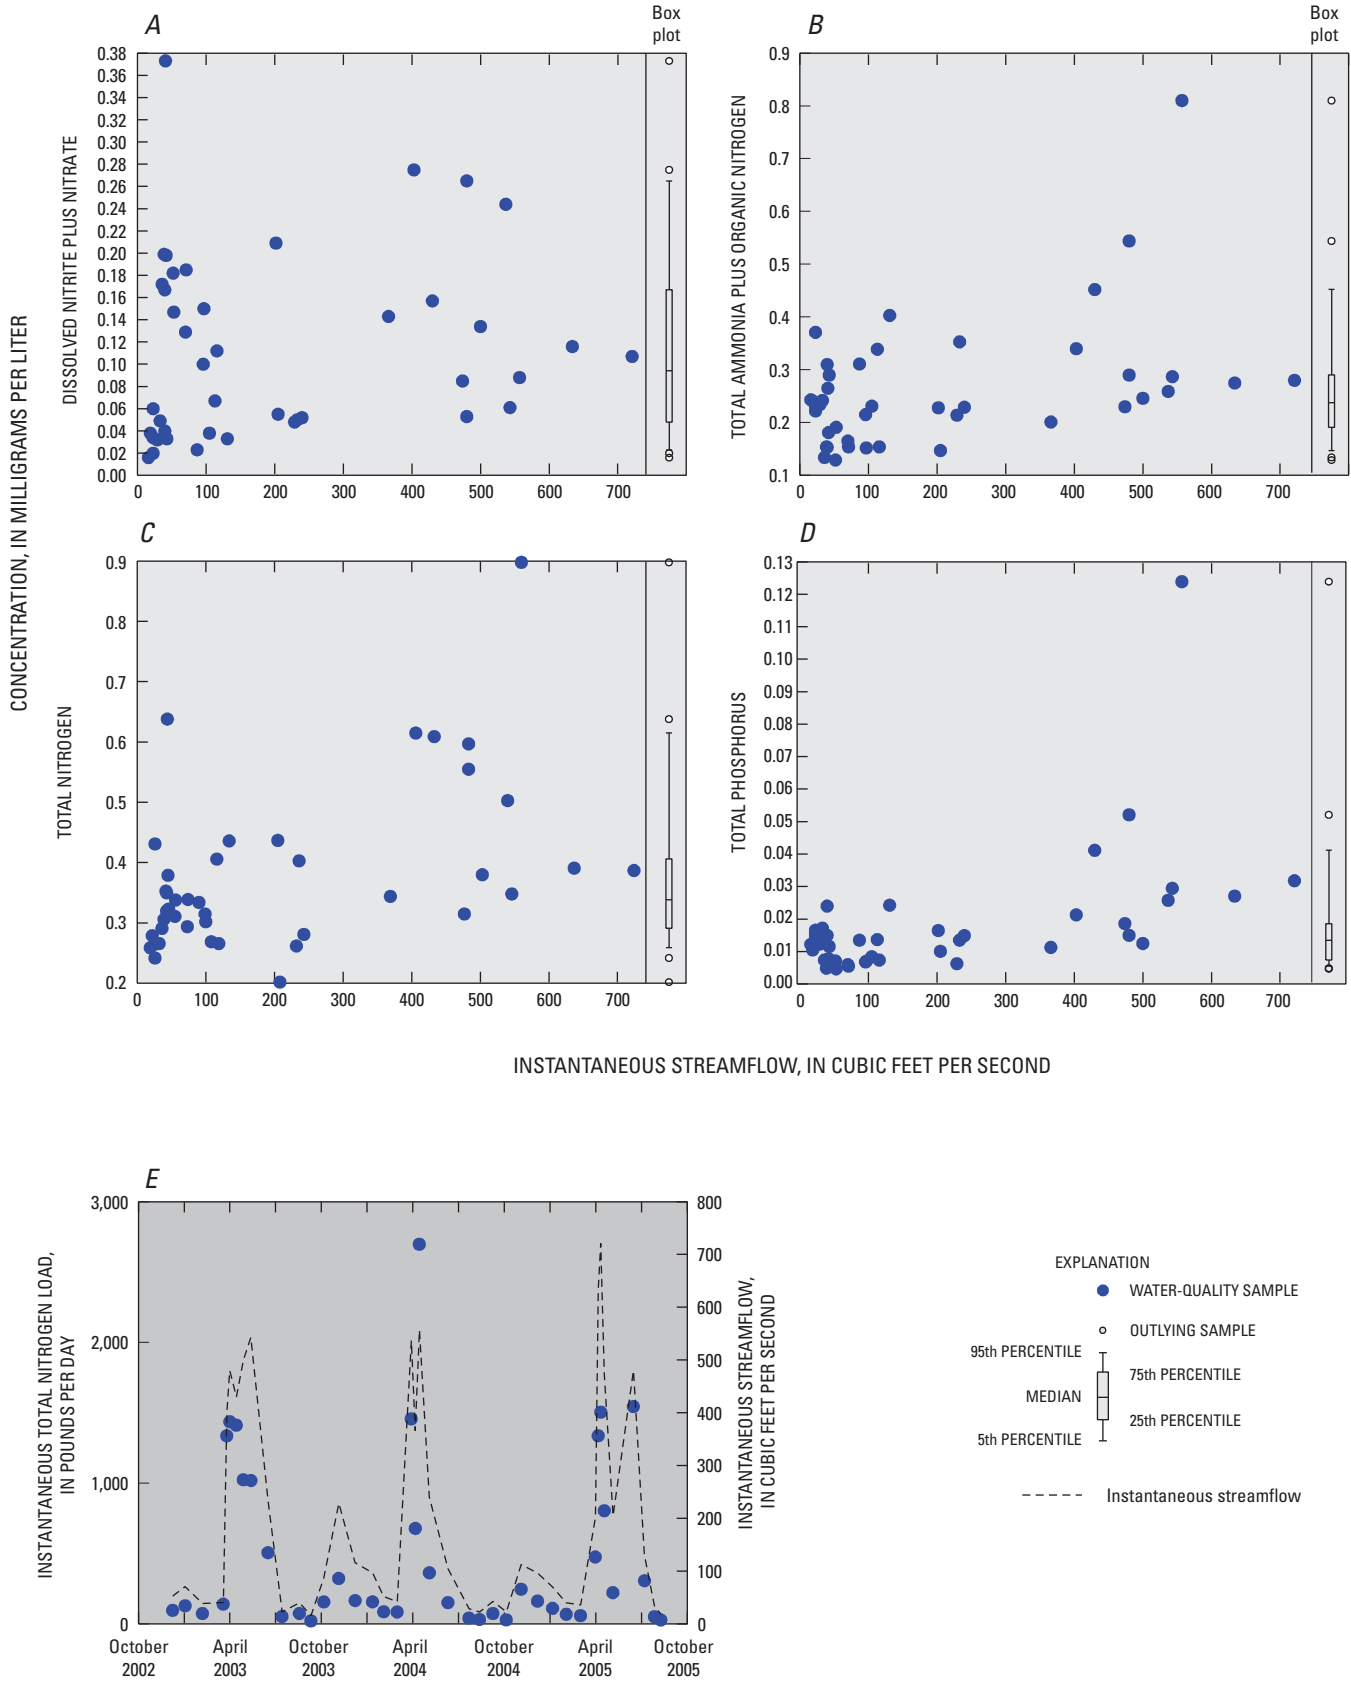 A
Box
plot
B
Box
plot
CONCENTRATION, IN MILLIGRAMS PER LITER
DISSOLVED NITRITE PLUS NITRATE
0.38
0.36
0.34
0.32
0.30
0.28
0.26
0.24
0.22
0.20
0.18
0.16
0.14
0.12
0.10
0.08
0.06
0.04
0.02
0.00
0 100 200 300 400 500 600 700
TOTAL AMMONIA PLUS ORGANIC NITROGEN
0.9
0.8
0.7
0.6
0.5
0.4
0.3
0.2
0.1
0 100 200 300 400 500 600 700
C
TOTAL NITROGEN
0.9
0.8
0.7
0.6
0.5
0.4
0.3
0.2
0 100 200 300 400 500 600 700
D
TOTAL PHOSPHORUS
0.13
0.12
0.11
0.10
0.09
0.08
0.07
0.06
0.05
0.04
0.03
0.02
0.01
0.00
0 100 200 300 400 500 600 700
INSTANTANEOUS STREAMFLOW, IN CUBIC FEET PER SECOND
E
INSTANTANEOUS TOTAL NITROGEN LOAD,
IN POUNDS PER DAY
3,000
2,000
1,000
0
800
700
600
500
400
300
200
100
0
INSTANTANEOUS STREAMFLOW,
IN CUBIC FEET PER SECOND
October April October April October April October
2002 2003 2003 2004 2004 2005 2005
EXPLANATION
WATER-QUALITY SAMPLE
OUTLYING SAMPLE
95th PERCENTILE
75th PERCENTILE
MEDIAN
25th PERCENTILE
5th PERCENTILE
Instantaneous streamflow